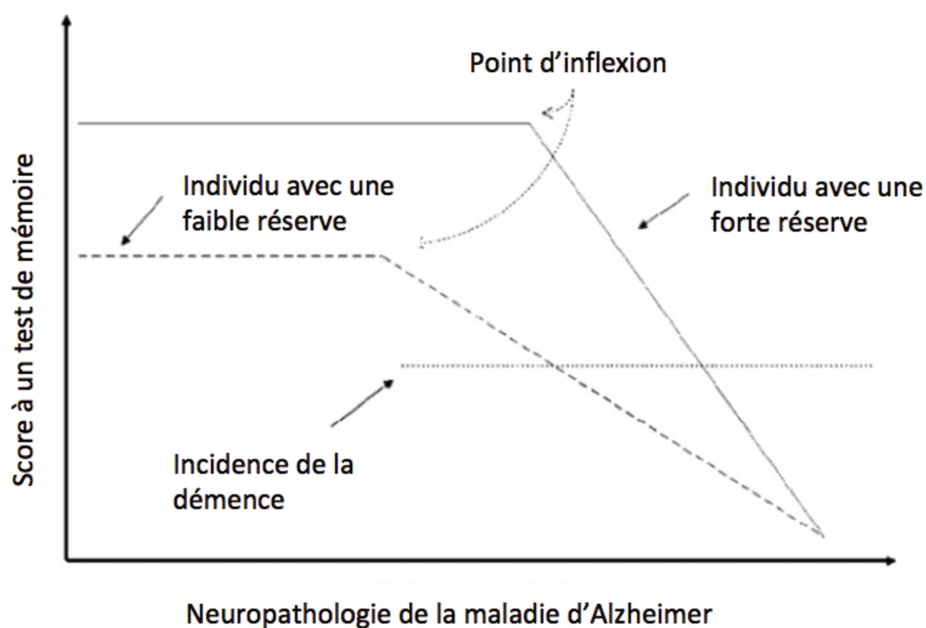 Point d'inflexion
Individu avec une
faible réserve
Individu avec une
forte réserve
Incidence de la
démence
Score à un test de mémoire
Neuropathologie de la maladie d'Alzheimer